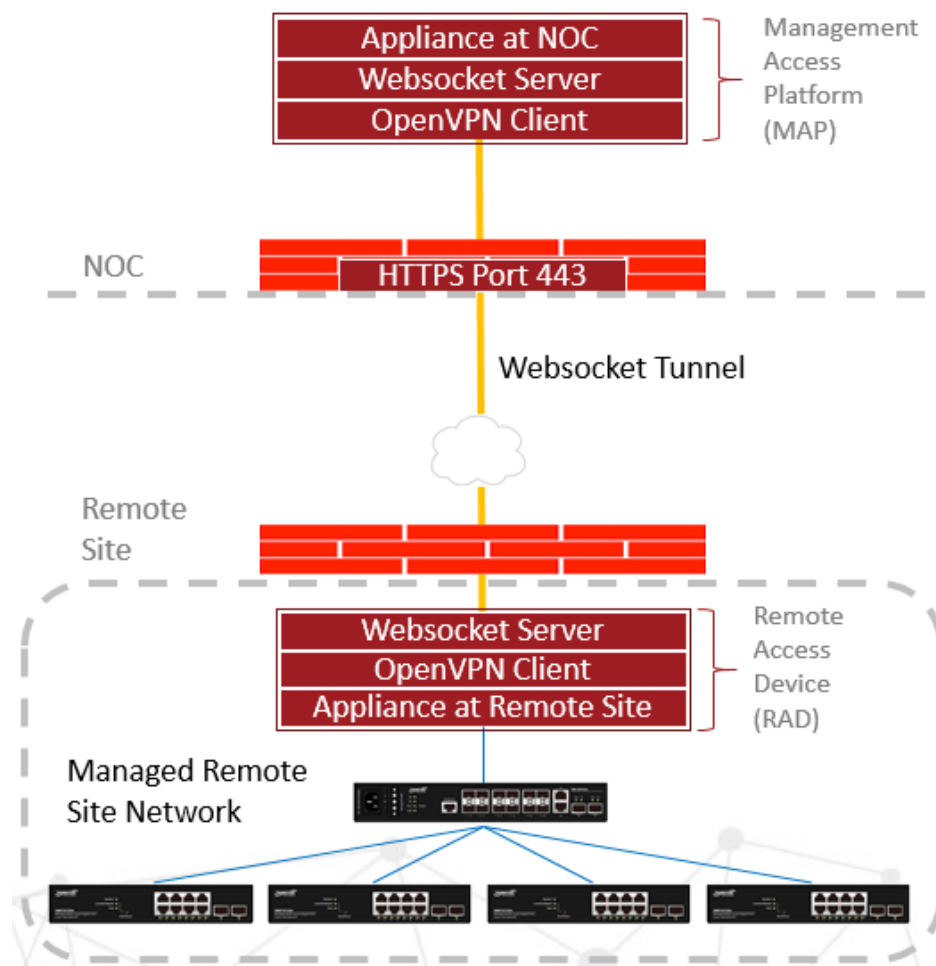 Appliance at NOC
Websocket Server
OpenVPN Client
Management
Access
Platform
(MAP)
NOC
HTTPS Port 443
Websocket Tunnel
Remote
Site
Websocket Server
OpenVPN Client
Appliance at Remote Site
Remote
Access
Device
(RAD)
Managed Remote
Site Network